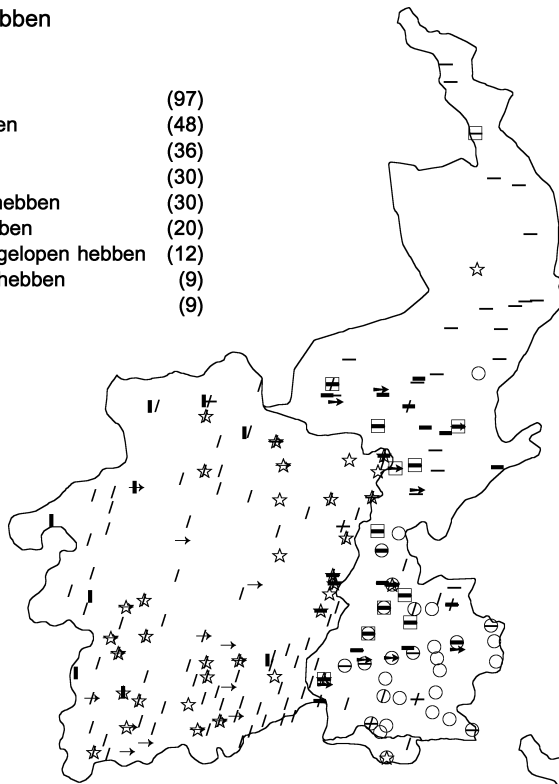 bben
(97)
en (48)
(36)
(30)
hebben (30)
ben (20)
gelopen hebben (12)
hebben (9)
(9)